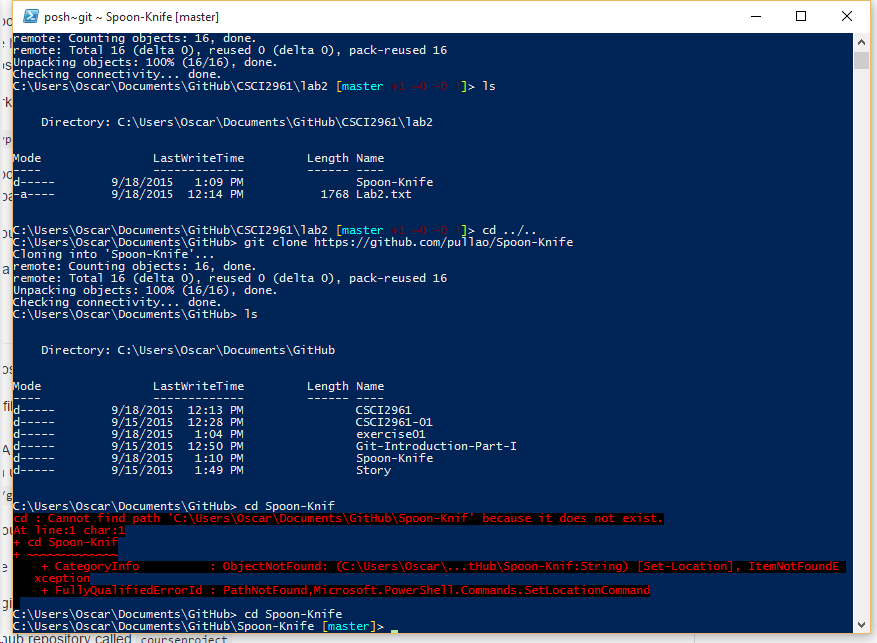 posh~git ~ Spoon-Knife [master]
remote: Counting objects: 16, done.
remote: Total 16 (delta 0), reused 0 (delta 0), pack-reused 16
Unpacking objects: 100% (16/16), done.
Checking connectivity... done.
C:\Users\Oscar\Documents\GitHub\CSCI2961\lab2 [master +1 ~0 -0 !]> ls
Directory: C:\Users\Oscar\Documents\GitHub\CSCI2961\lab2
Mode LastWriteTime Length Name
---- ------------- ------ ----
d----- 9/18/2015 1:09 PM Spoon-Knife
-a---- 9/18/2015 12:14 PM 1768 Lab2.txt
C:\Users\Oscar\Documents\GitHub\CSCI2961\lab2 [master +1 ~0 -0 !]> cd ../..
C:\Users\Oscar\Documents\GitHub> git clone https://github.com/pullao/Spoon-Knife
Cloning into 'Spoon-Knife'...
remote: Counting objects: 16, done.
remote: Total 16 (delta 0), reused 0 (delta 0), pack-reused 16
Unpacking objects: 100% (16/16), done.
Checking connectivity... done.
C:\Users\Oscar\Documents\GitHub> ls
Directory: C:\Users\Oscar\Documents\GitHub
Mode LastWriteTime Length Name
---- ------------- ------ ----
d----- 9/18/2015 12:13 PM CSCI2961
d----- 9/15/2015 12:28 PM CSCI2961-01
d----- 9/18/2015 1:04 PM exercise01
d----- 9/15/2015 12:50 PM Git-Introduction-Part-I
d----- 9/18/2015 1:10 PM Spoon-Knife
d----- 9/15/2015 1:49 PM Story
C:\Users\Oscar\Documents\GitHub> cd Spoon-Knif
cd : Cannot find path 'C:\Users\Oscar\Documents\GitHub\Spoon-Knif' because it does not exist.
At line:1 char:1
+ cd Spoon-Knif
+ ~~~~~~~~~~~~~
+ CategoryInfo : ObjectNotFound: (C:\Users\Oscar\...tHub\Spoon-Knif:String) [Set-Location], ItemNotFoundE
xception
+ FullyQualifiedErrorId : PathNotFound,Microsoft.PowerShell.Commands.SetLocationCommand
C:\Users\Oscar\Documents\GitHub> cd Spoon-Knife
C:\Users\Oscar\Documents\GitHub\Spoon-Knife [master]>
repository called courseproject